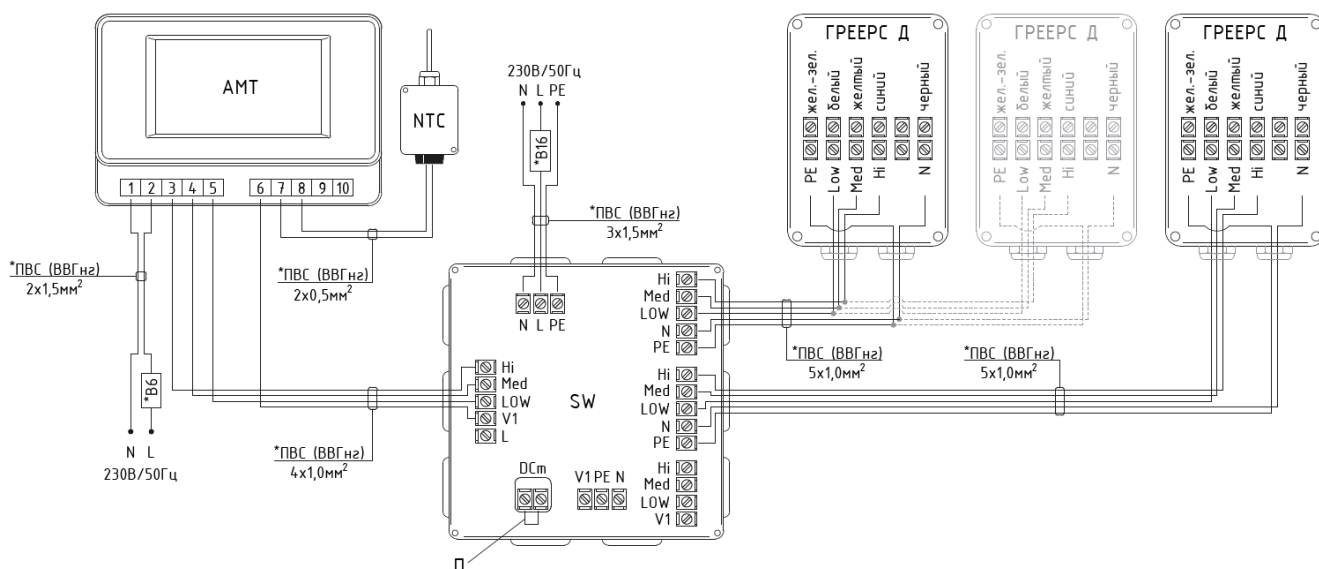 АМТ
1 2 3 4 5
6 7 8 9 10
NTC
*ПВС (ВВГнг)
2х1,5мм²
*ПВС (ВВГнг)
2х0,5мм²
*В6
N L
230В/50Гц
*ПВС (ВВГнг)
4х1,0мм²
230В/50Гц
N L PE
*В16
*ПВС (ВВГнг)
3х1,5мм²
N L PE
SW
Hi
Med
LOW
V1
L
DCm
П
V1 PE N
Hi
Med
LOW
N
PE
Hi
Med
LOW
N
PE
Hi
Med
LOW
V1
*ПВС (ВВГнг)
5х1,0мм²
*ПВС (ВВГнг)
5х1,0мм²
ГРЕЕРС Д
жел.-зел.
белый
желтый
синий
черный
PE
Low
Med
Hi
N
ГРЕЕРС Д
жел.-зел.
белый
желтый
синий
черный
PE
Low
Med
Hi
N
ГРЕЕРС Д
жел.-зел.
белый
желтый
синий
черный
PE
Low
Med
Hi
N